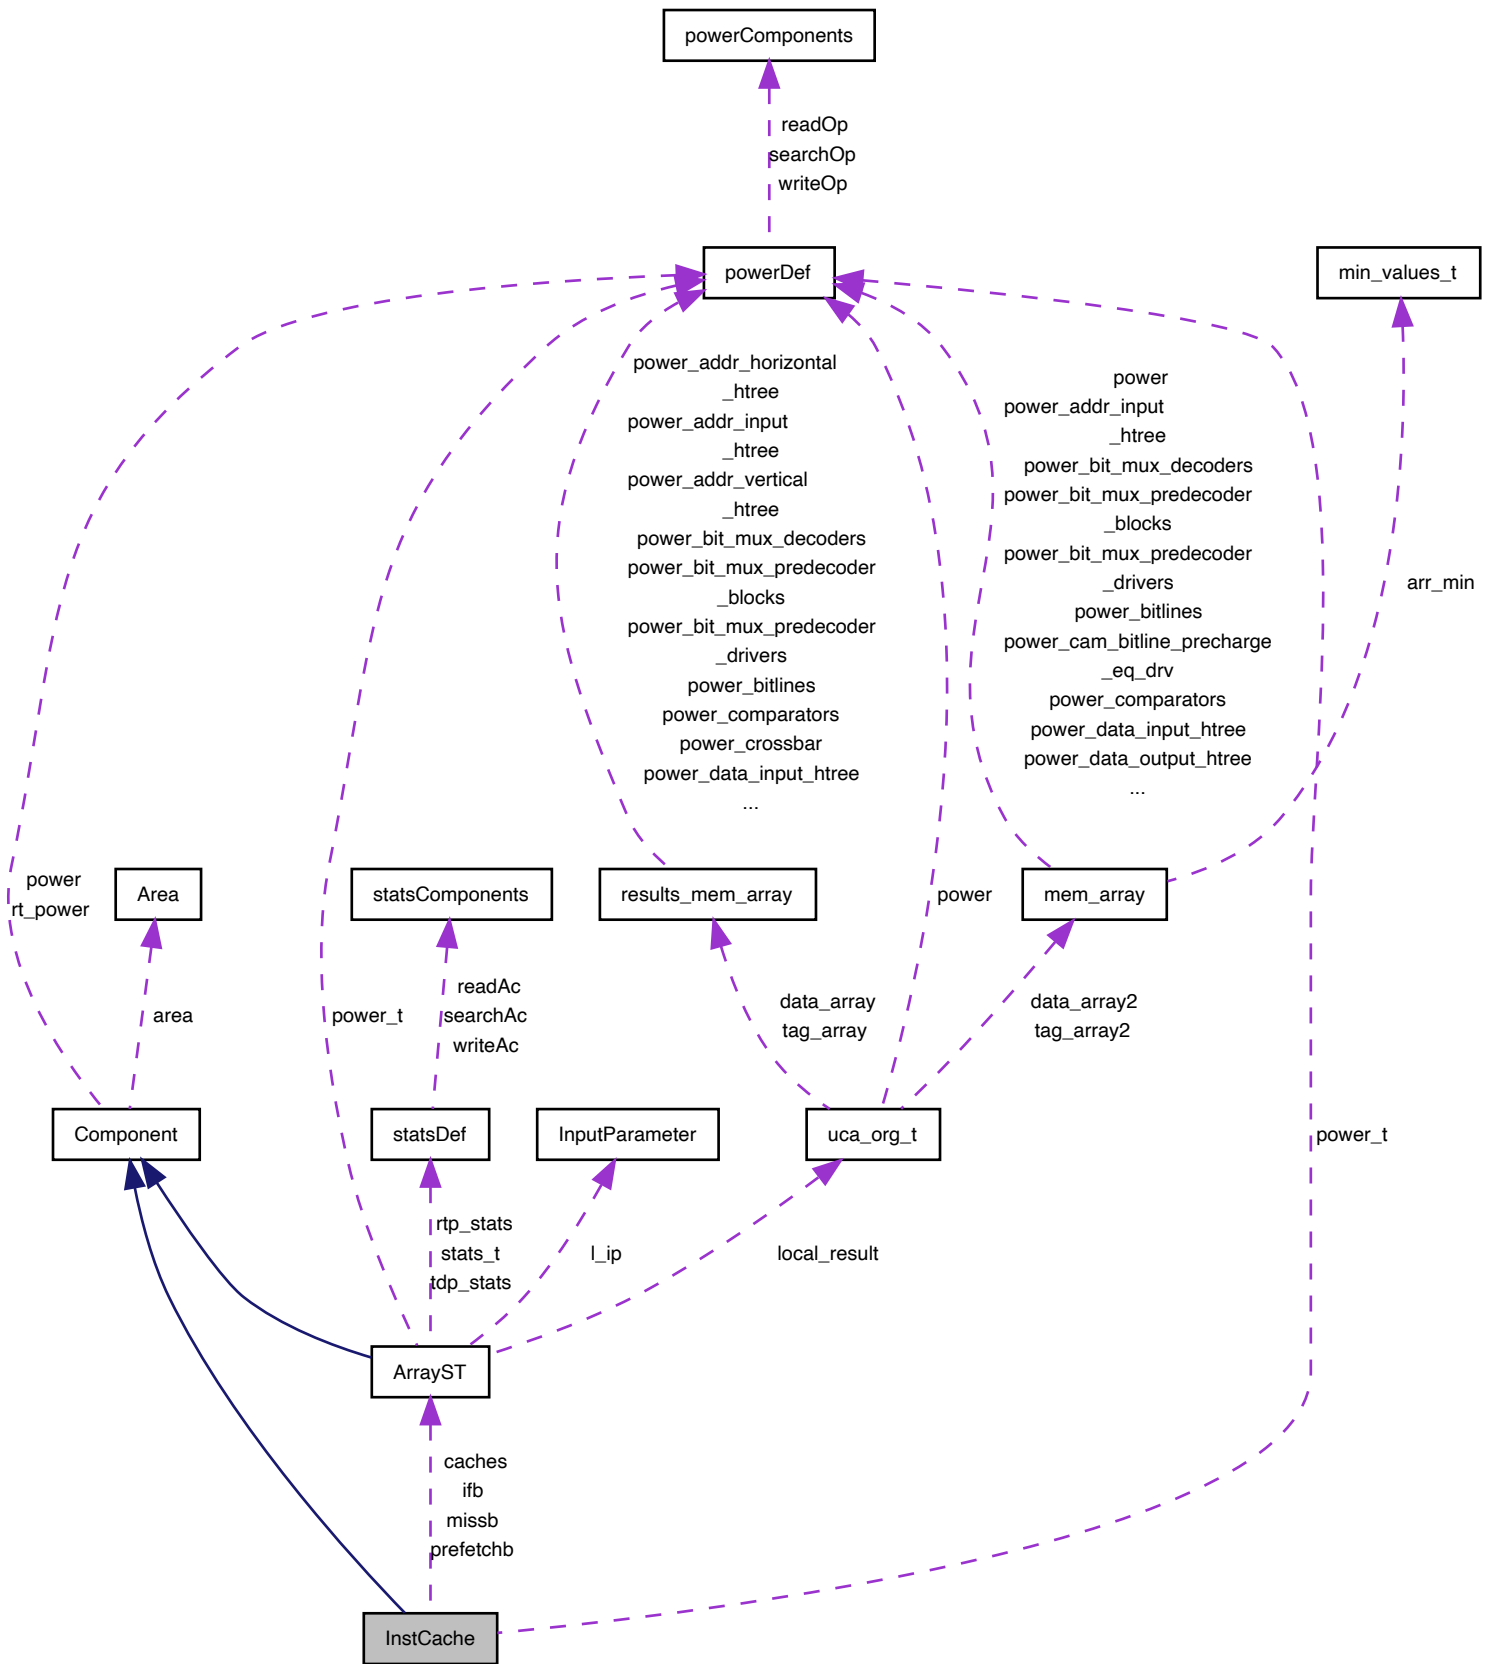 powerComponents
readOp
searchOp
writeOp
powerDef
min_values_t
power_addr_horizontal
_htree
power_addr_input
_htree
power_addr_vertical
_htree
power_bit_mux_decoders
power_bit_mux_predecoder
_blocks
power_bit_mux_predecoder
_drivers
power_bitlines
power_comparators
power_crossbar
power_data_input_htree
...
power
power_addr_input
_htree
power_bit_mux_decoders
power_bit_mux_predecoder
_blocks
power_bit_mux_predecoder
_drivers
power_bitlines
power_cam_bitline_precharge
_eq_drv
power_comparators
power_data_input_htree
power_data_output_htree
...
arr_min
power
rt_power
Area
statsComponents
results_mem_array
power
mem_array
area
power_t
readAc
searchAc
writeAc
data_array
tag_array
data_array2
tag_array2
Component
statsDef
InputParameter
uca_org_t
power_t
rtp_stats
stats_t
tdp_stats
l_ip
local_result
ArrayST
caches
ifb
missb
prefetchb
InstCache